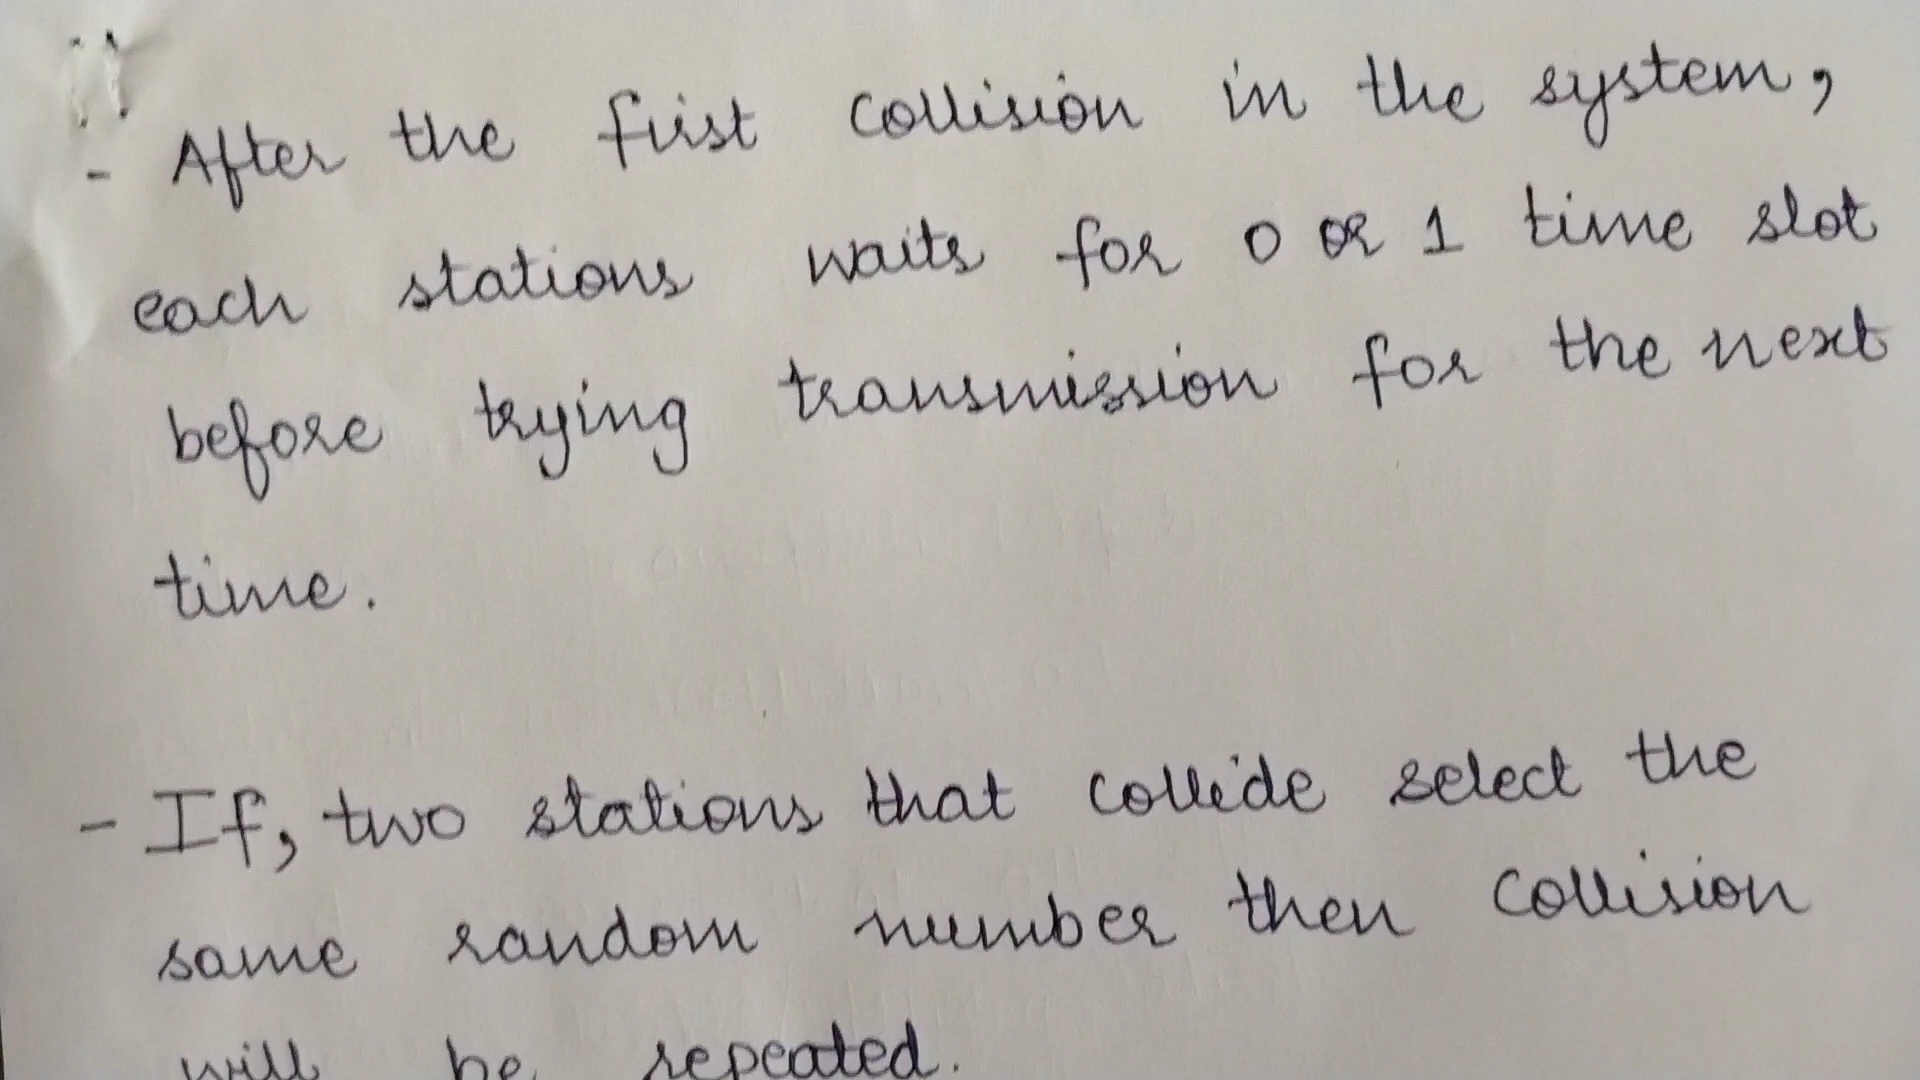 - After the first collision in the system,
each stations waits for 0 or 1 time slot
before trying transmission for the next
time.
- If, two stations that collide select the
same random number then collision
will be repeated.